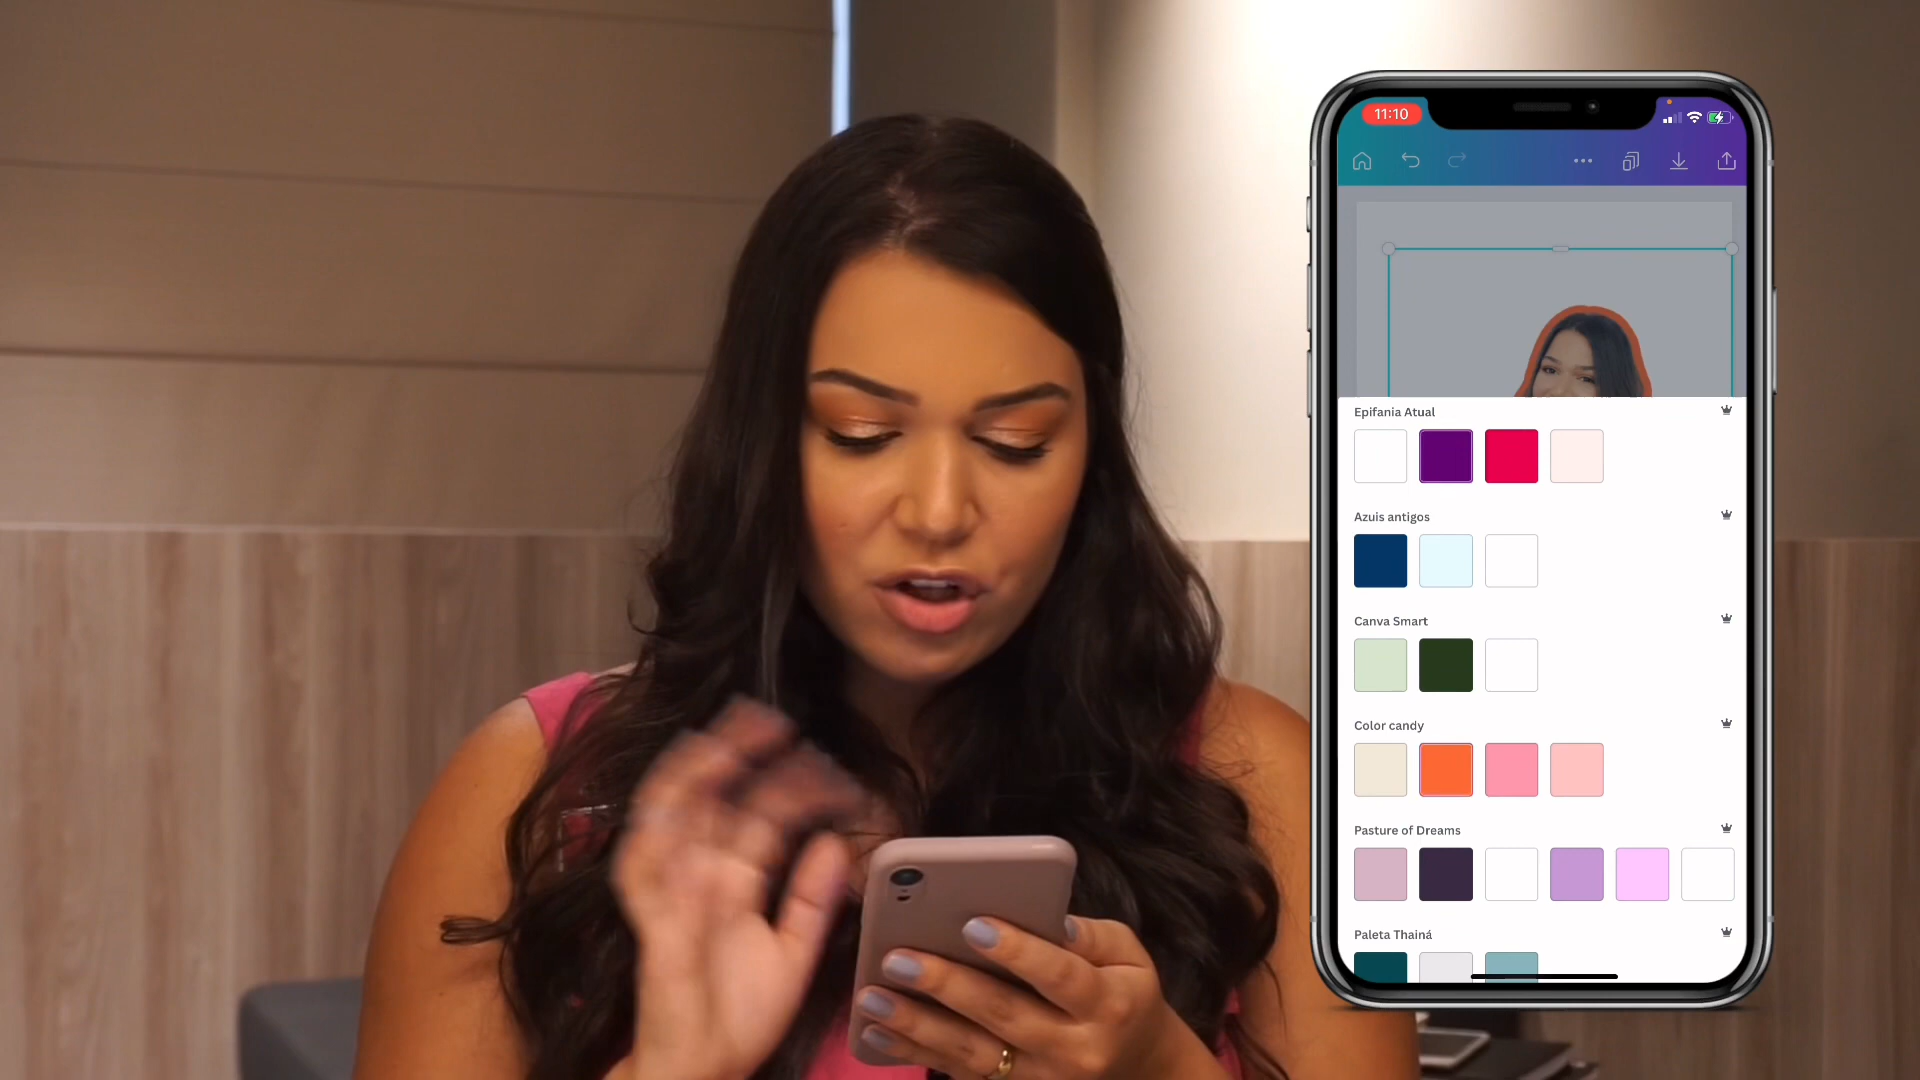 11:10
Epifania Atual
Azuis antigos
Canva Smart
Color candy
Pasture of Dreams
Paleta Thainá